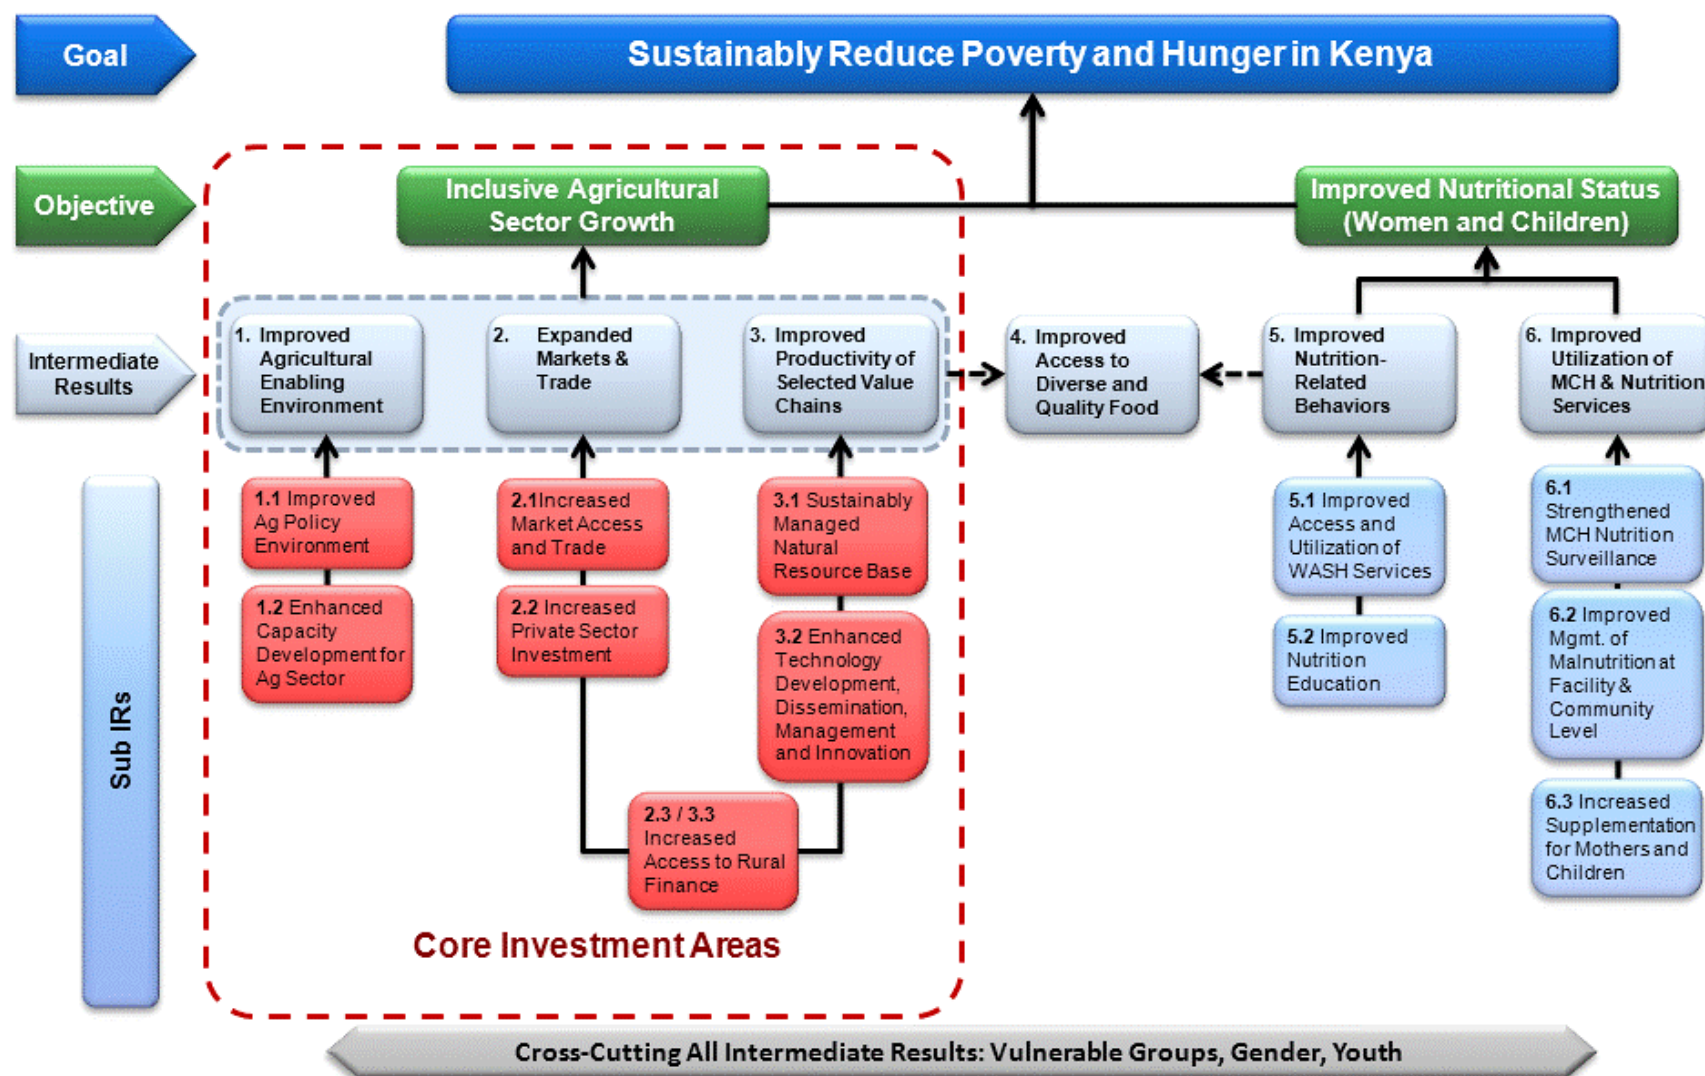 Goal
Sustainably Reduce Poverty and Hunger in Kenya
Objective
Inclusive Agricultural
Sector Growth
Improved Nutritional Status
(Women and Children)
Intermediate
Results
1. Improved
Agricultural
Enabling
Environment
2. Expanded
Markets &
Trade
3. Improved
Productivity of
Selected Value
Chains
4. Improved
Access to
Diverse and
Quality Food
5. Improved
Nutrition-
Related
Behaviors
6. Improved
Utilization of
MCH & Nutrition
Services
Sub IRs
1.1 Improved
Ag Policy
Environment
1.2 Enhanced
Capacity
Development for
Ag Sector
2.1Increased
Market Access
and Trade
2.2 Increased
Private Sector
Investment
3.1 Sustainably
Managed
Natural
Resource Base
3.2 Enhanced
Technology
Development,
Dissemination,
Management
and Innovation
2.3 / 3.3
Increased
Access to Rural
Finance
5.1 Improved
Access and
Utilization of
WASH Services
5.2 Improved
Nutrition
Education
6.1
Strengthened
MCH Nutrition
Surveillance
6.2 Improved
Mgmt. of
Malnutrition at
Facility &
Community
Level
6.3 Increased
Supplementation
for Mothers and
Children
Core Investment Areas
Cross-Cutting All Intermediate Results: Vulnerable Groups, Gender, Youth